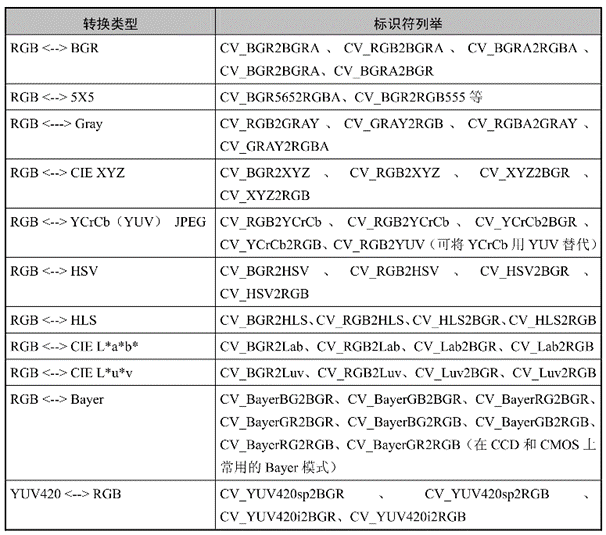 转换类型 标识符列举
RGB <--> BGR CV_BGR2BGRA 、 CV_RGB2BGRA 、 CV_BGRA2RGBA 、
CV_BGR2BGRA、CV_BGRA2BGR
RGB <--> 5X5 CV_BGR5652RGBA、CV_BGR2RGB555 等
RGB <---> Gray CV_RGB2GRAY 、 CV_GRAY2RGB 、 CV_RGBA2GRAY 、
CV_GRAY2RGBA
RGB <--> CIE XYZ CV_BGR2XYZ 、 CV_RGB2XYZ 、 CV_XYZ2BGR 、
CV_XYZ2RGB
RGB <--> YCrCb（YUV） JPEG CV_RGB2YCrCb 、 CV_RGB2YCrCb 、 CV_YCrCb2BGR 、
CV_YCrCb2RGB、CV_RGB2YUV（可将 YCrCb 用 YUV 替代）
RGB <--> HSV CV_BGR2HSV 、 CV_RGB2HSV 、 CV_HSV2BGR 、
CV_HSV2RGB
RGB <--> HLS CV_BGR2HLS、CV_RGB2HLS、CV_HLS2BGR、CV_HLS2RGB
RGB <--> CIE L*a*b* CV_BGR2Lab、CV_RGB2Lab、CV_Lab2BGR、CV_Lab2RGB
RGB <--> CIE L*u*v CV_BGR2Luv、CV_RGB2Luv、CV_Luv2BGR、CV_Luv2RGB
RGB <--> Bayer CV_BayerBG2BGR、CV_BayerGB2BGR、CV_BayerRG2BGR、
CV_BayerGR2BGR、CV_BayerBG2RGB、CV_BayerGB2RGB、
CV_BayerRG2RGB、CV_BayerGR2RGB（在 CCD 和 CMOS 上
常用的 Bayer 模式）
YUV420 <--> RGB CV_YUV420sp2BGR 、 CV_YUV420sp2RGB 、
CV_YUV420i2BGR、CV_YUV420i2RGB